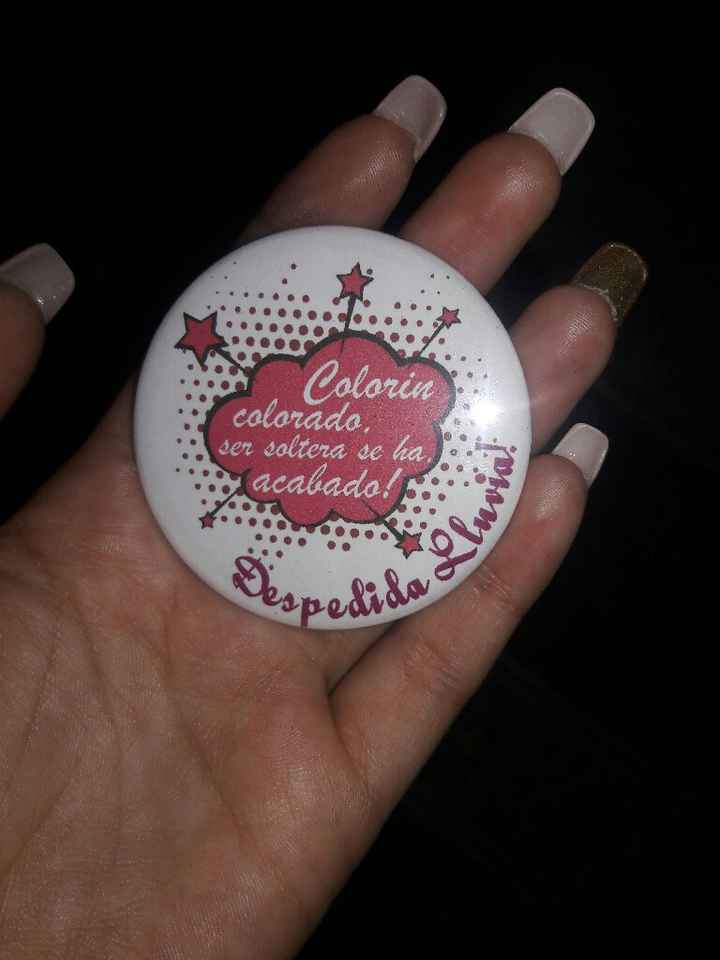 Colorin
colorado,
ser soltera se ha,
acabado!
Despedida Lluvia!